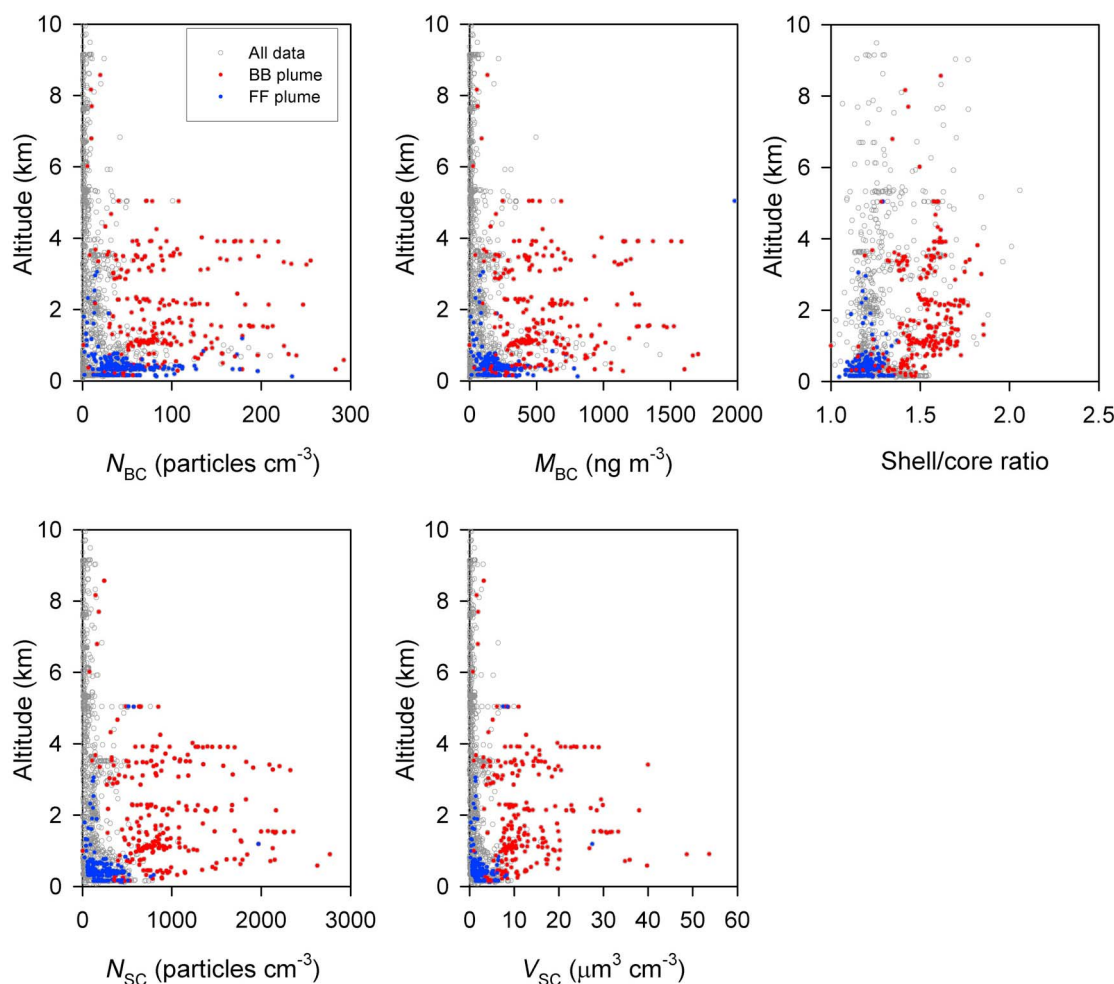 10
8
6
4
2
0
Altitude (km)
All data
BB plume
FF plume
0 100 200 300
N_BC (particles cm⁻³)
10
8
6
4
2
0
Altitude (km)
0 500 1000 1500 2000
M_BC (ng m⁻³)
10
8
6
4
2
0
Altitude (km)
1.0 1.5 2.0 2.5
Shell/core ratio
10
8
6
4
2
0
Altitude (km)
0 1000 2000 3000
N_SC (particles cm⁻³)
10
8
6
4
2
0
Altitude (km)
0 10 20 30 40 50 60
V_SC (μm³ cm⁻³)